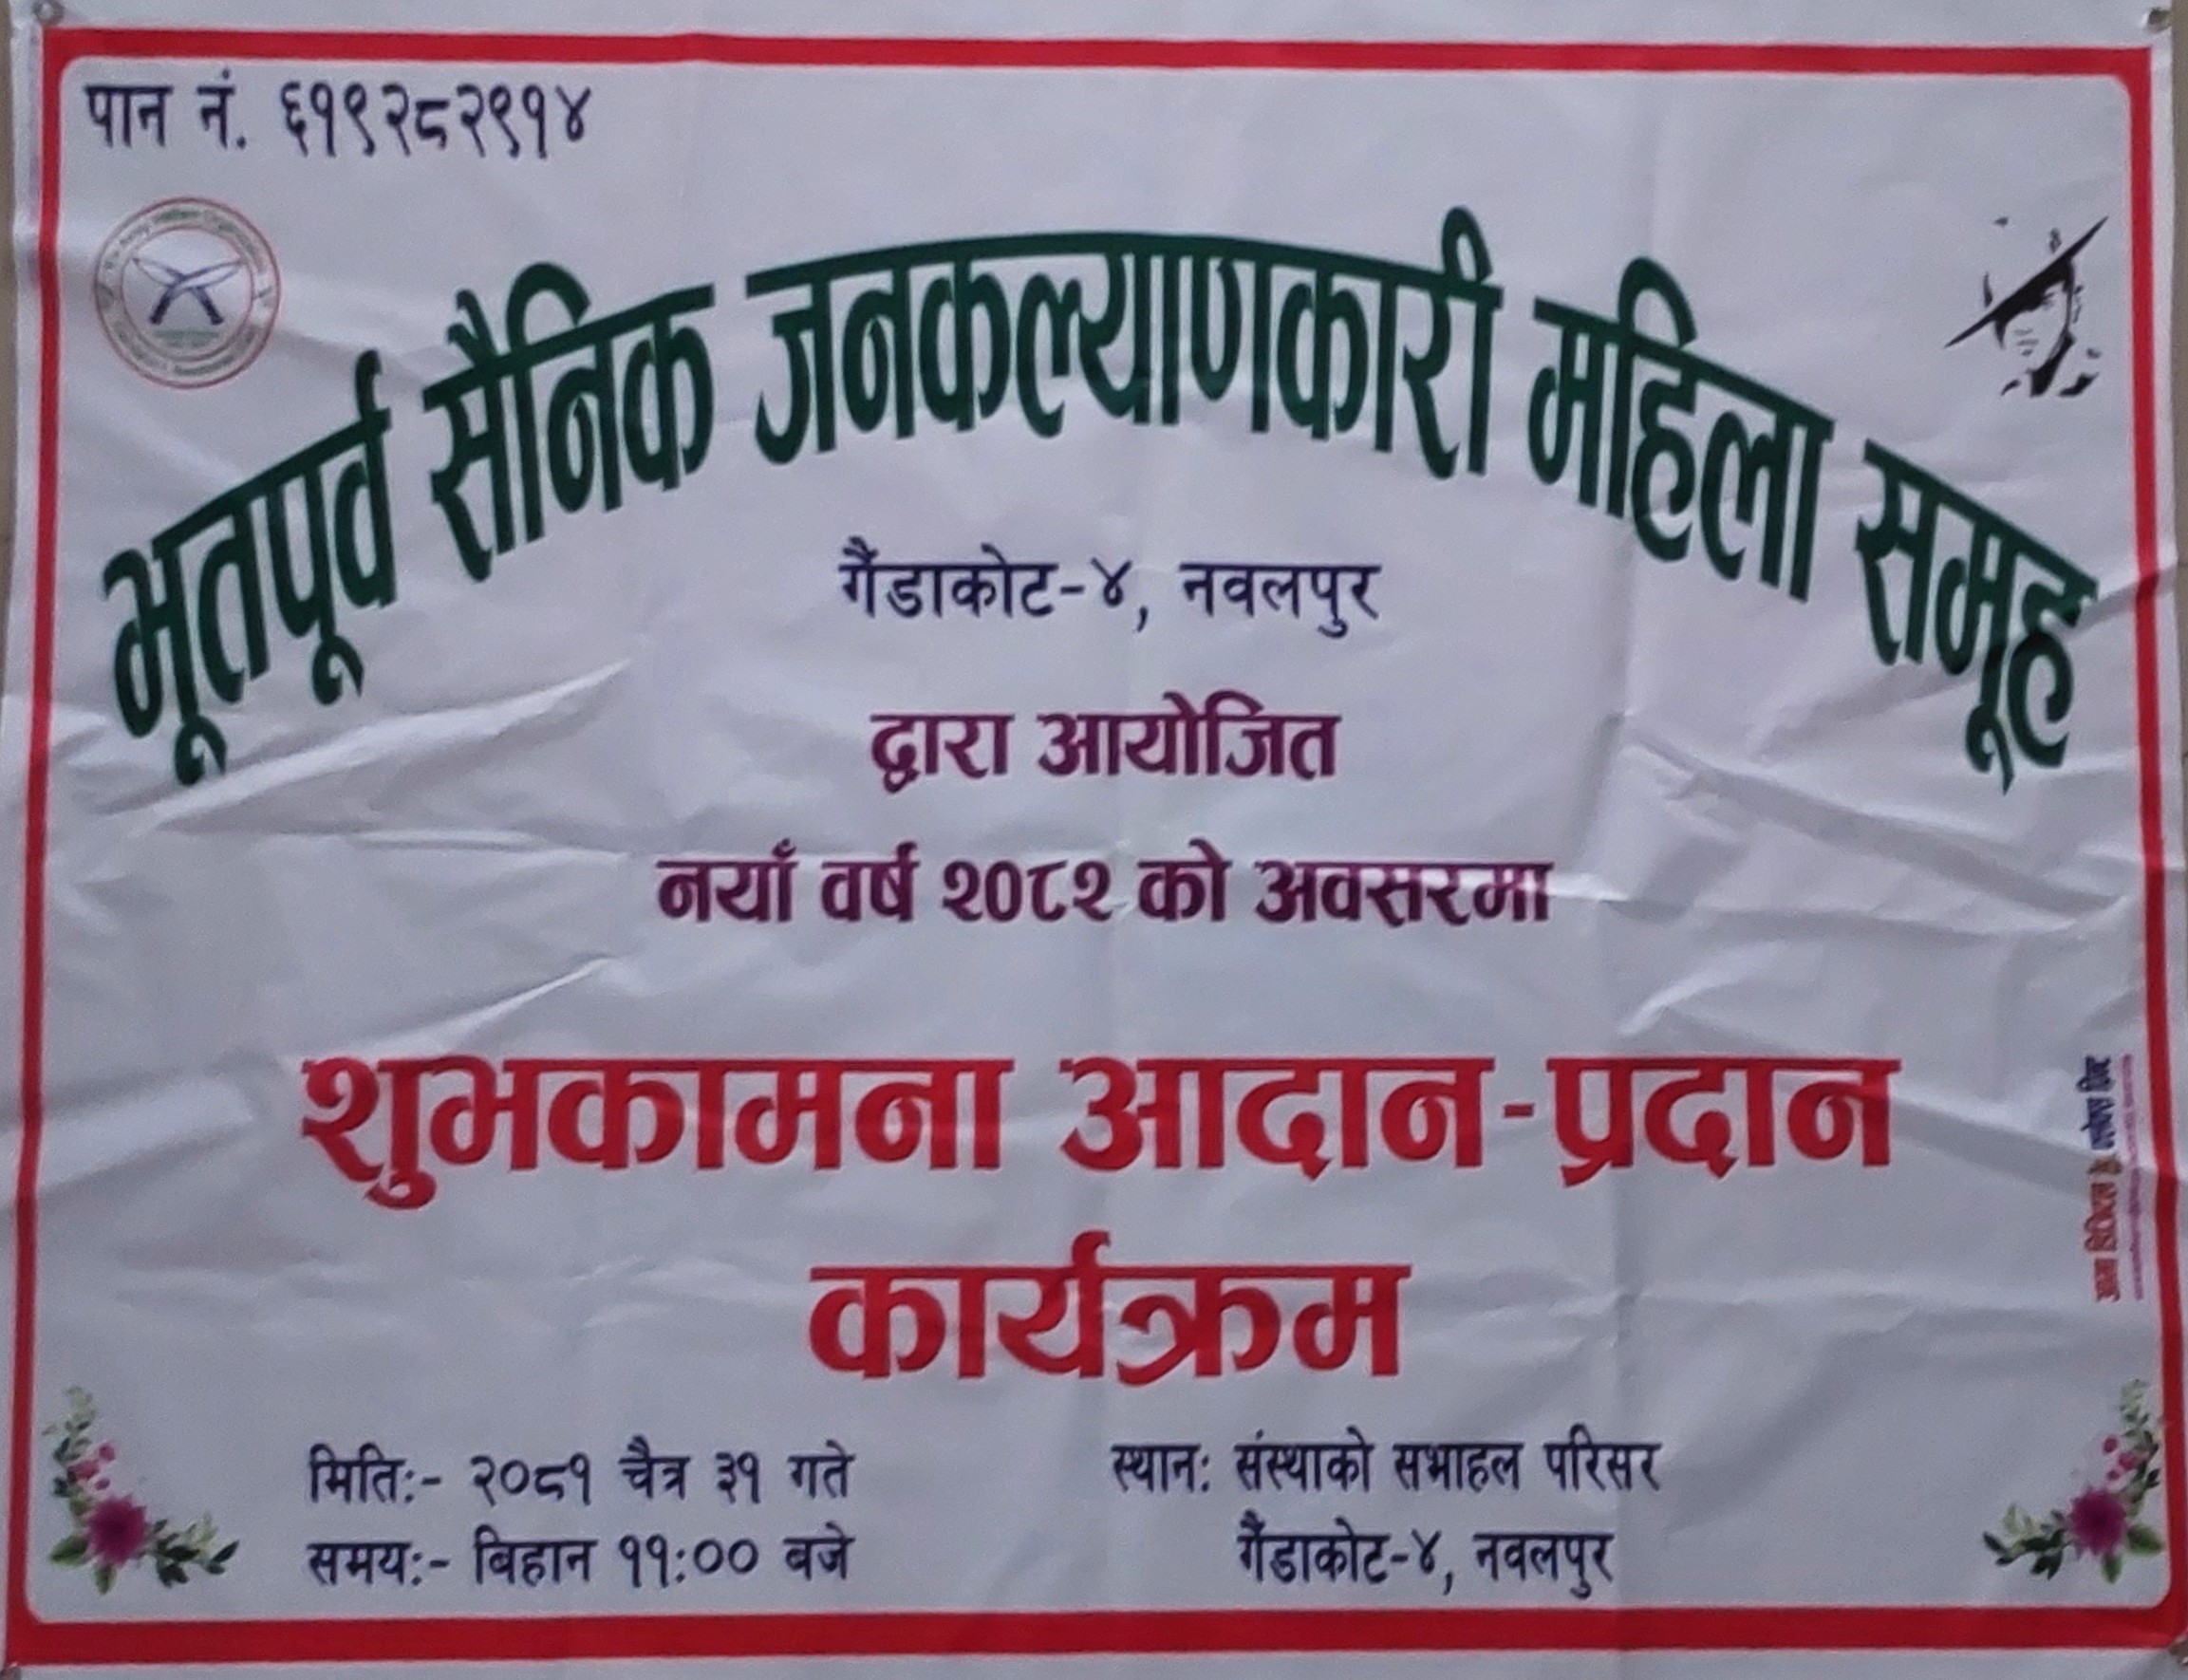 पान नं. ६१९२८२९१४
भूतपूर्व सैनिक जनकल्याणकारी महिला समूह
गैंडाकोट-४, नवलपुर
द्वारा आयोजित
नयाँ वर्ष २०८२ को अवसरमा
शुभकामना आदान-प्रदान
कार्यक्रम
मिति:- २०८१ चैत्र ३१ गते
समय:- बिहान ११:०० बजे
स्थान: संस्थाको सभाहल परिसर
गैंडाकोट-४, नवलपुर